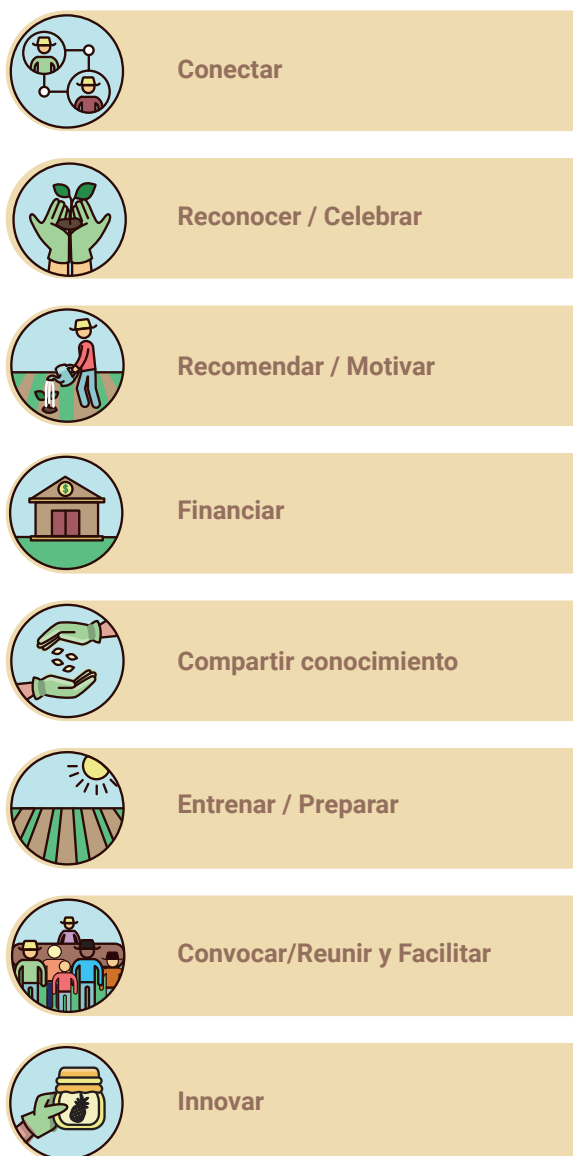 Conectar
Reconocer / Celebrar
Recomendar / Motivar
$
Financiar
Compartir conocimiento
Entrenar / Preparar
Convocar/Reunir y Facilitar
Innovar